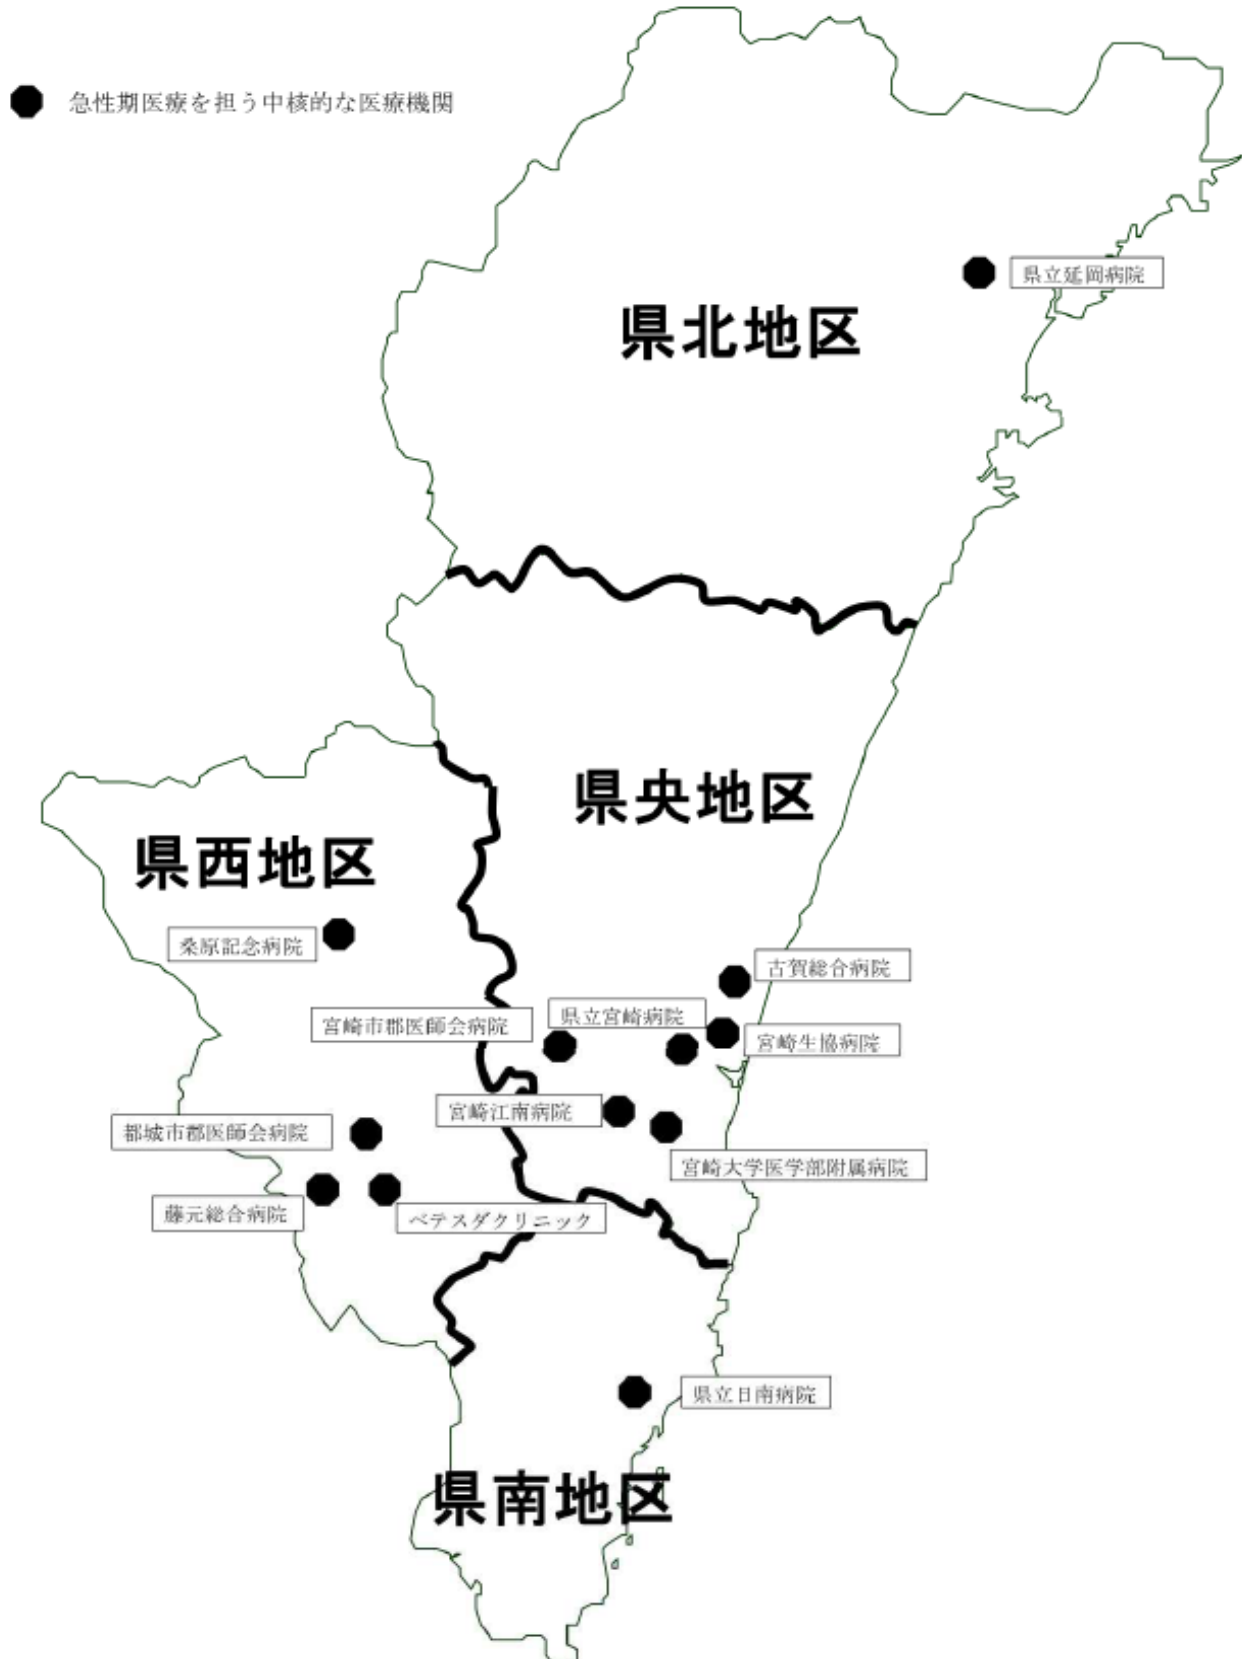 急性期医療を担う中核的な医療機関
県立延岡病院
県北地区
県央地区
県西地区
桑原記念病院
古賀総合病院
宮崎市郡医師会病院
県立宮崎病院
宮崎生協病院
宮崎江南病院
都城市郡医師会病院
宮崎大学医学部附属病院
藤元総合病院
ベテスダクリニック
県立日南病院
県南地区